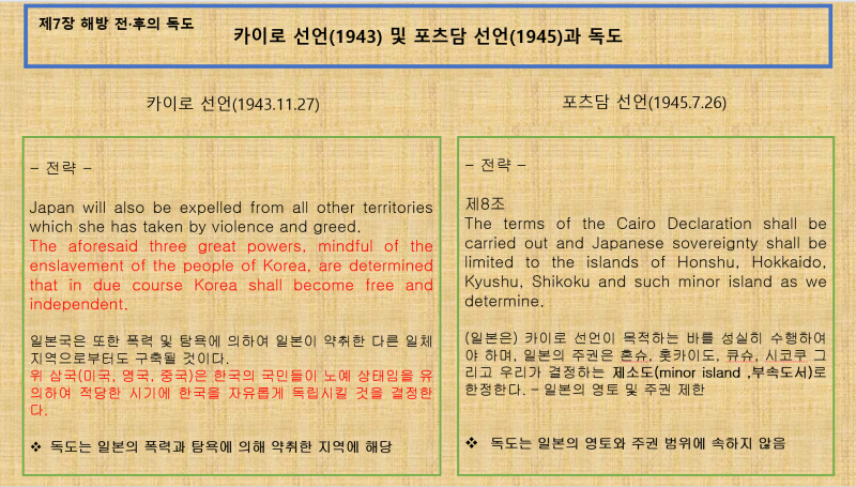 제7장 해방 전·후의 독도
카이로 선언(1943) 및 포츠담 선언(1945)과 독도
카이로 선언(1943.11.27)
- 전략 -
Japan will also be expelled from all other territories
which she has taken by violence and greed.
The aforesaid three great powers, mindful of the
enslavement of the people of Korea, are determined
that in due course Korea shall become free and
independent.
일본국은 또한 폭력 및 탐욕에 의하여 일본이 약취한 다른 일체
지역으로부터도 구축될 것이다.
위 삼국(미국, 영국, 중국)은 한국의 국민들이 노예 상태임을 유
의하여 적당한 시기에 한국을 자유롭게 독립시킬 것을 결정한
다.
❖ 독도는 일본의 폭력과 탐욕에 의해 약취한 지역에 해당
포츠담 선언(1945.7.26)
- 전략 -
제8조
The terms of the Cairo Declaration shall be
carried out and Japanese sovereignty shall be
limited to the islands of Honshu, Hokkaido,
Kyushu, Shikoku and such minor island as we
determine.
(일본은) 카이로 선언이 목적하는 바를 성실히 수행하여
야 하며, 일본의 주권은 혼슈, 홋카이도, 큐슈, 시코쿠 그
리고 우리가 결정하는 제소도(minor island ,부속도서)로
한정한다. - 일본의 영토 및 주권 제한
❖ 독도는 일본의 영토와 주권 범위에 속하지 않음